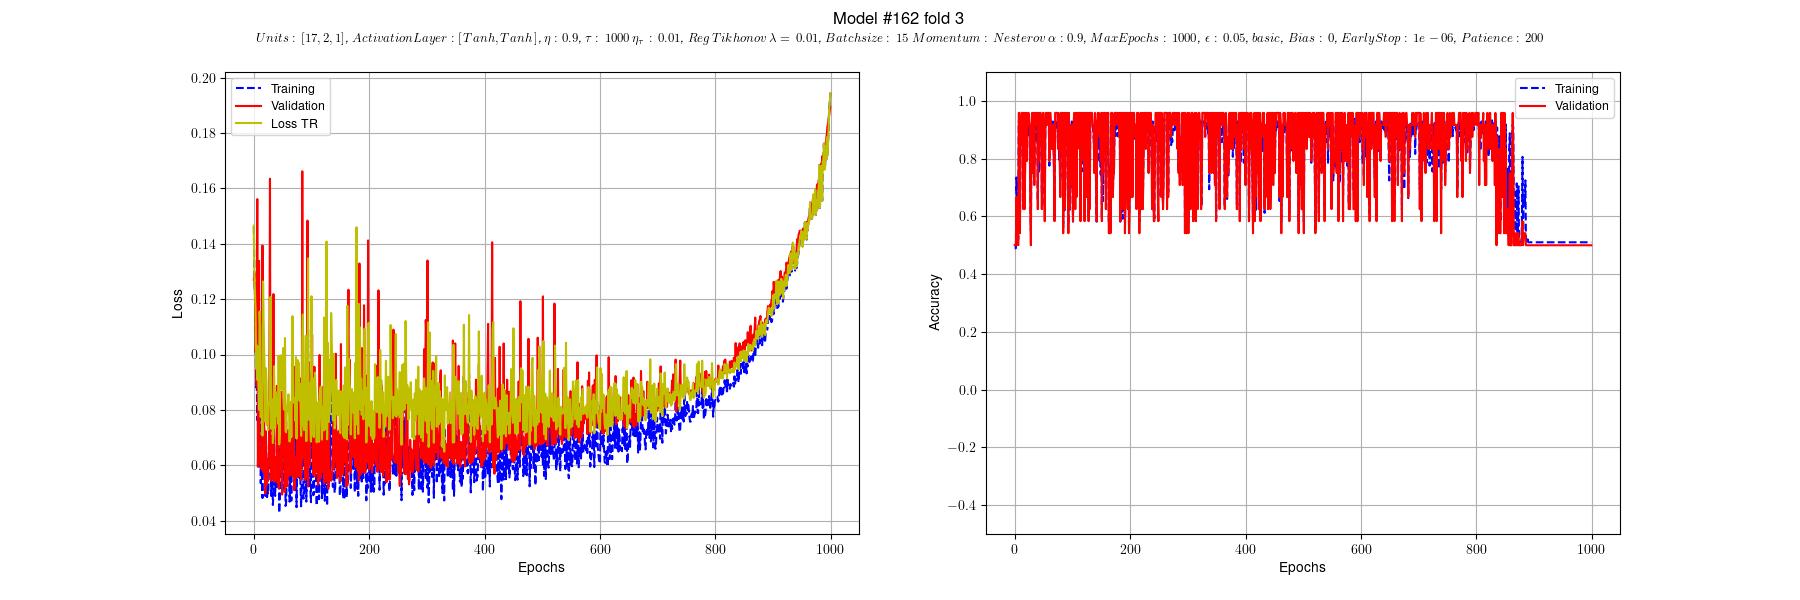 Model #162 fold 3
Units : [17, 2, 1], ActivationLayer : [Tanh, Tanh], η : 0.9, τ : 1000 η_τ : 0.01, Reg Tikhonov λ = 0.01, Batchsize : 15 Momentum : Nesterov α : 0.9, MaxEpochs : 1000, ϵ : 0.05, basic, Bias : 0, EarlyStop : 1e − 06, Patience : 200
Loss
0.20
0.18
0.16
0.14
0.12
0.10
0.08
0.06
0.04
0
200
400
600
800
1000
Epochs
Training
Validation
Loss TR
Accuracy
1.0
0.8
0.6
0.4
0.2
0.0
−0.2
−0.4
0
200
400
600
800
1000
Epochs
Training
Validation